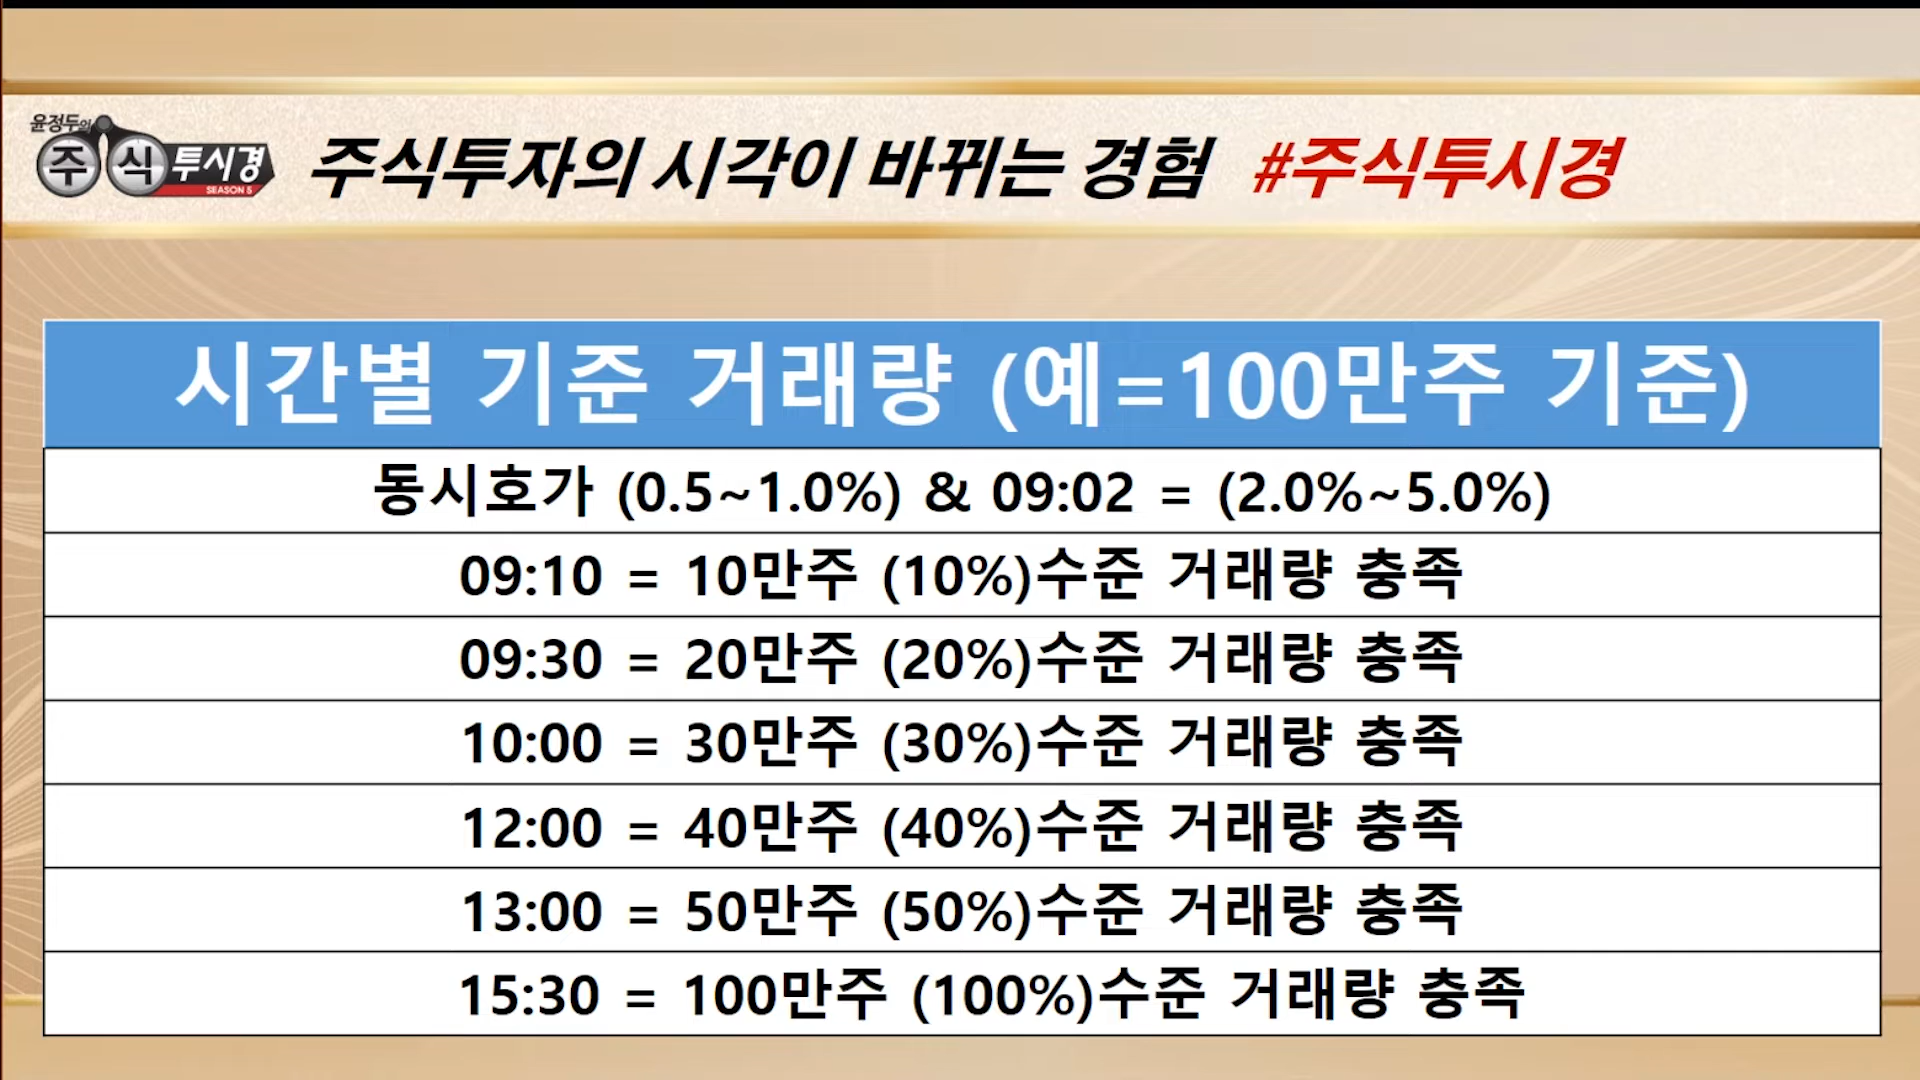 윤정두의
주식투시경
SEASON 5
주식투자의 시각이 바뀌는 경험 #주식투시경
시간별 기준 거래량 (예=100만주 기준)
동시호가 (0.5~1.0%) & 09:02 = (2.0%~5.0%)
09:10 = 10만주 (10%)수준 거래량 충족
09:30 = 20만주 (20%)수준 거래량 충족
10:00 = 30만주 (30%)수준 거래량 충족
12:00 = 40만주 (40%)수준 거래량 충족
13:00 = 50만주 (50%)수준 거래량 충족
15:30 = 100만주 (100%)수준 거래량 충족